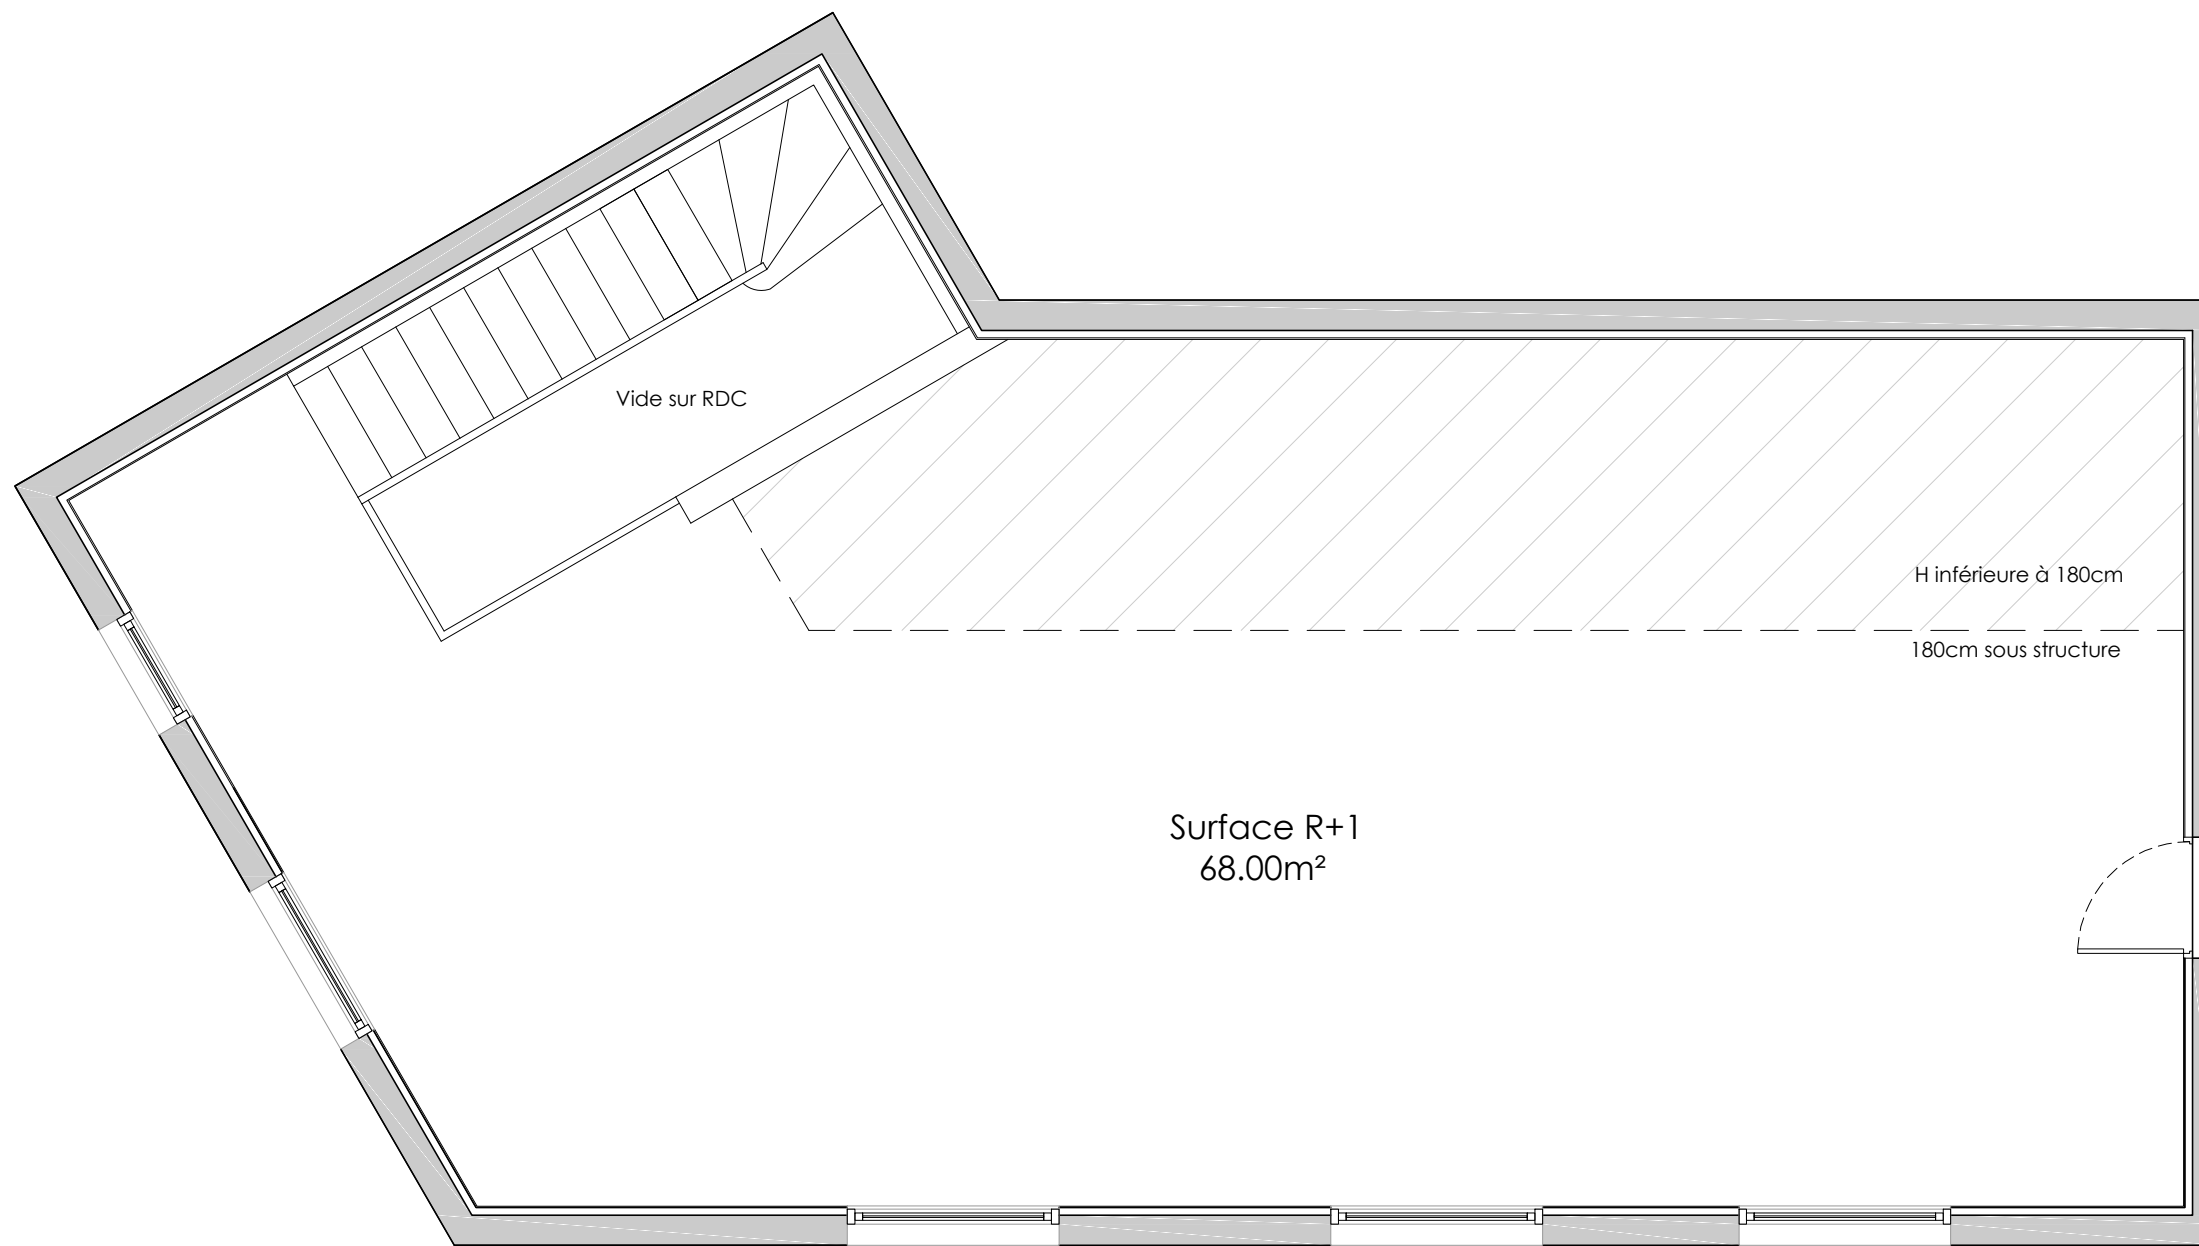 Vide sur RDC
H inférieure à 180cm
180cm sous structure
Surface R+1
68.00m²